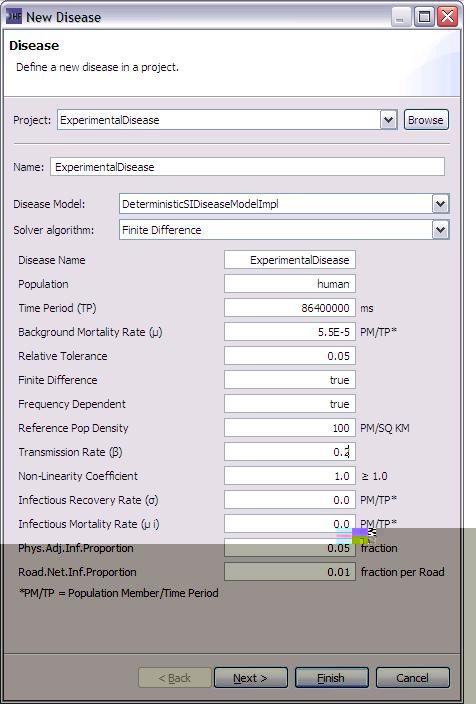 HF New Disease
Disease
Define a new disease in a project.
Project: ExperimentalDisease Browse
Name: ExperimentalDisease
Disease Model: DeterministicSIDiseaseModelImpl
Solver algorithm: Finite Difference
Disease Name ExperimentalDisease
Population human
Time Period (TP) 86400000 ms
Background Mortality Rate (μ) 5.5E-5 PM/TP*
Relative Tolerance 0.05
Finite Difference true
Frequency Dependent true
Reference Pop Density 100 PM/SQ KM
Transmission Rate (β) 0.2
Non-Linearity Coefficient 1.0 ≥ 1.0
Infectious Recovery Rate (σ) 0.0 PM/TP*
Infectious Mortality Rate (μ i) 0.0 PM/TP*
Phys.Adj.Inf.Proportion 0.05 fraction
Road.Net.Inf.Proportion 0.01 fraction per Road
*PM/TP = Population Member/Time Period
< Back Next > Finish Cancel